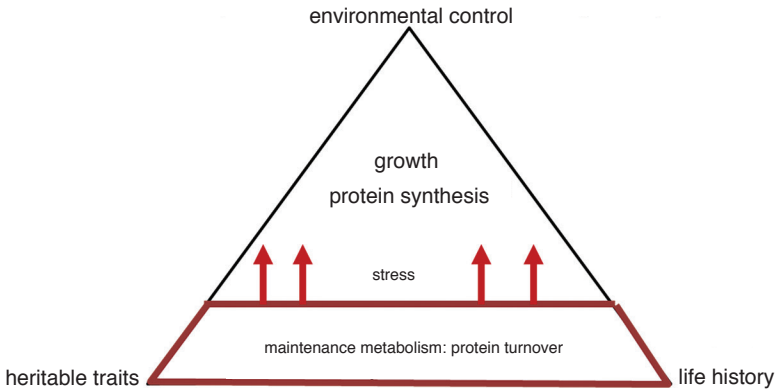 environmental control
growth
protein synthesis
stress
maintenance metabolism: protein turnover
heritable traits
life history